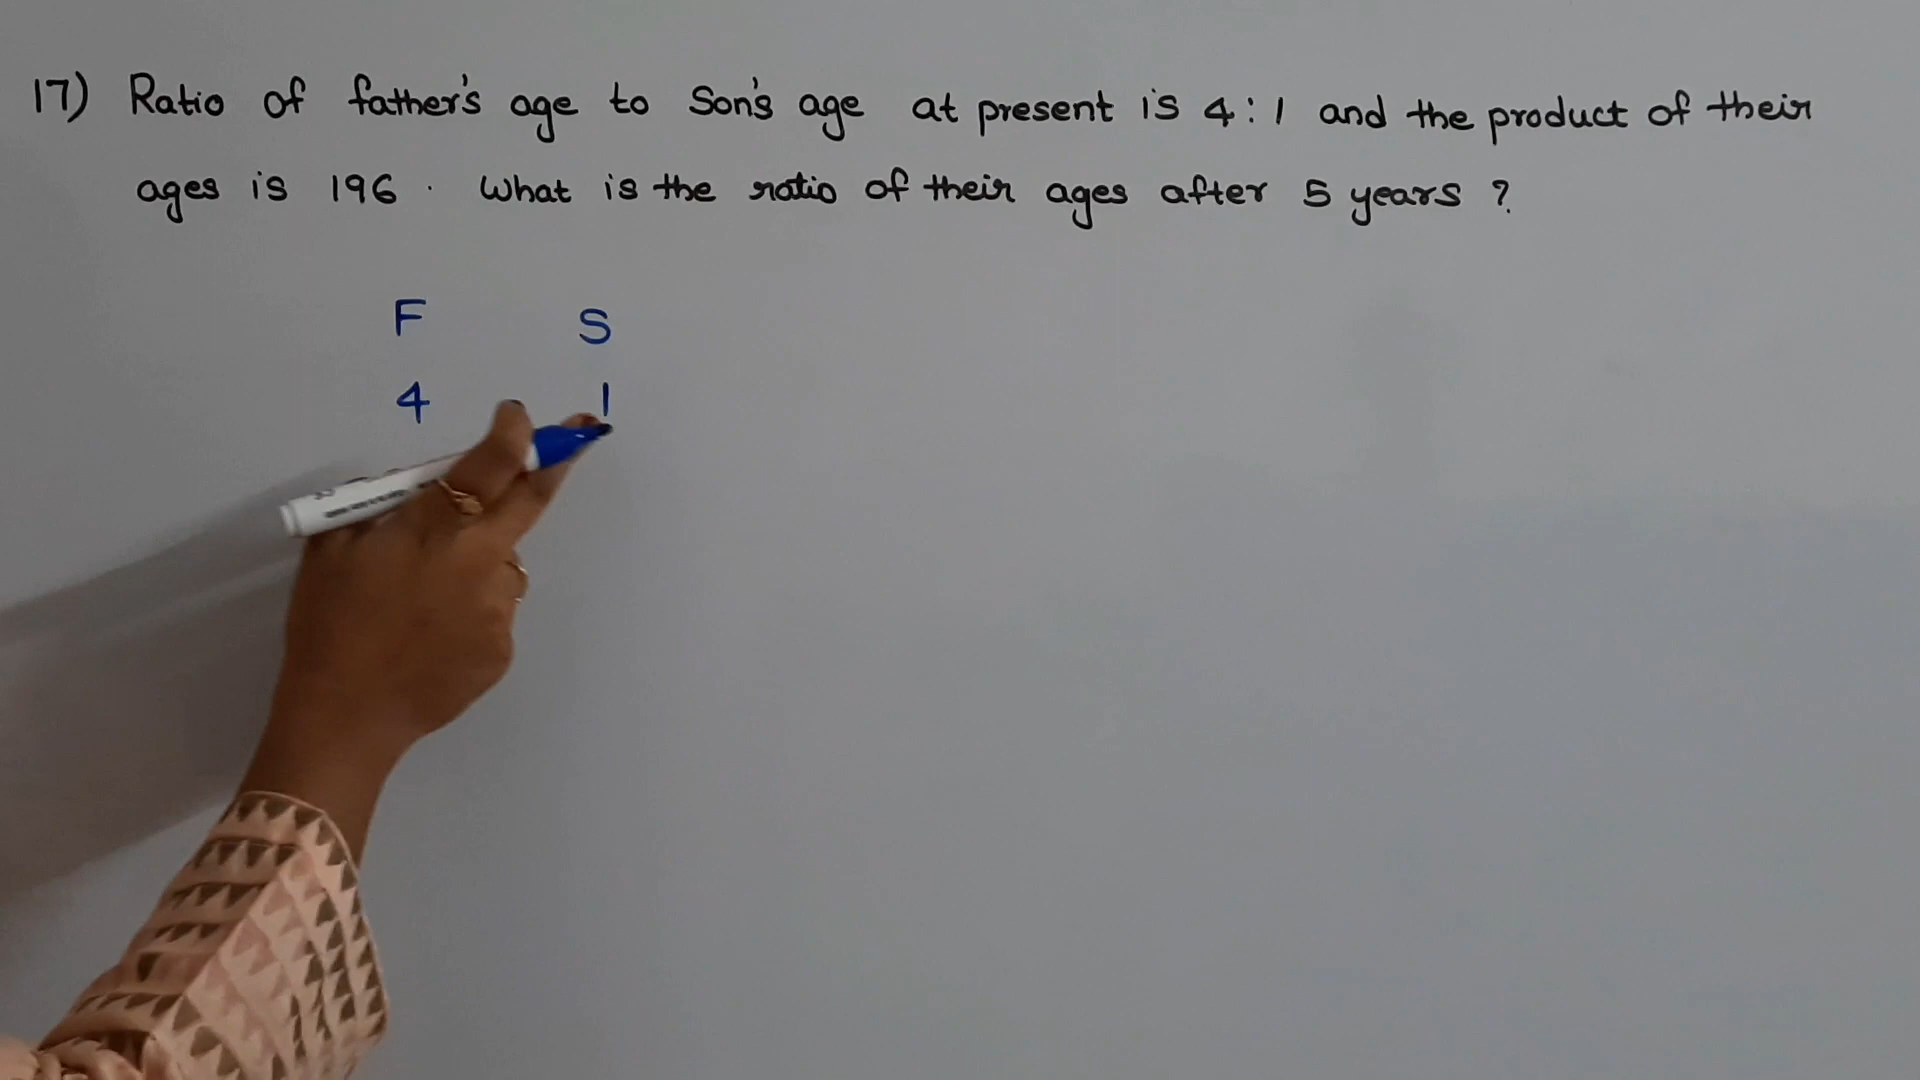 17) Ratio of father's age to Son's age at present is 4:1 and the product of their
ages is 196. What is the ratio of their ages after 5 years ?
F S
4 1